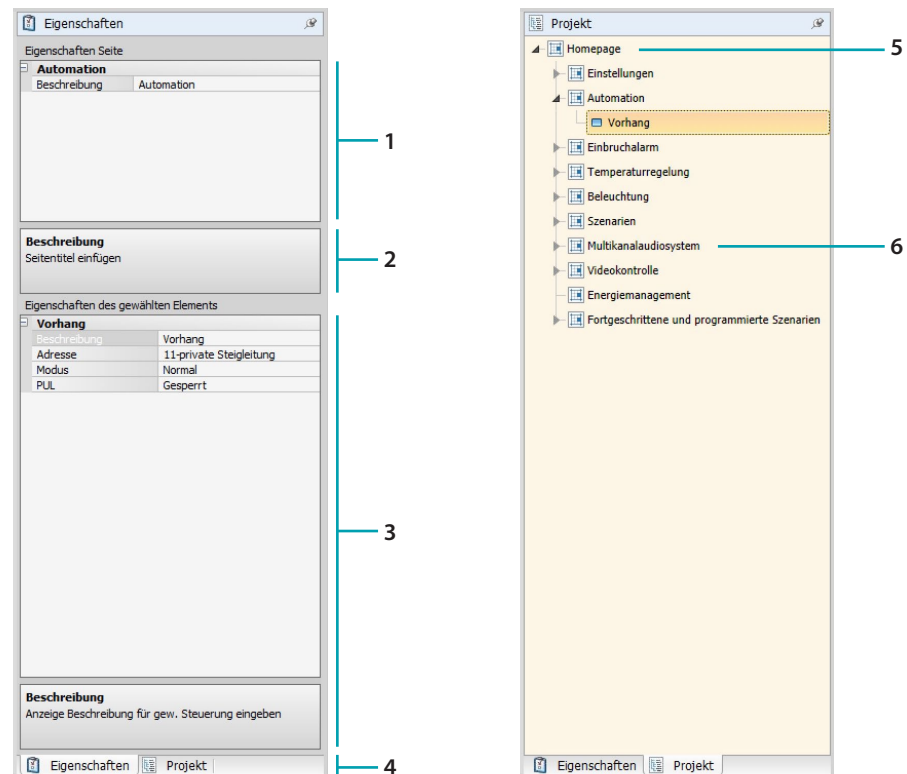 Eigenschaften
Eigenschaften Seite
Automation
Beschreibung Automation
1
Beschreibung
Seitentitel einfügen
2
Eigenschaften des gewählten Elements
Vorhang
Beschreibung Vorhang
Adresse 11-private Steigleitung
Modus Normal
PUL Gesperrt
3
Beschreibung
Anzeige Beschreibung für gew. Steuerung eingeben
Eigenschaften Projekt
4
Projekt
Homepage
5
Einstellungen
Automation
Vorhang
Einbruchalarm
Temperaturregelung
Beleuchtung
Szenarien
Multikanalaudiosystem
6
Videokontrolle
Energiemanagement
Fortgeschrittene und programmierte Szenarien
Eigenschaften Projekt